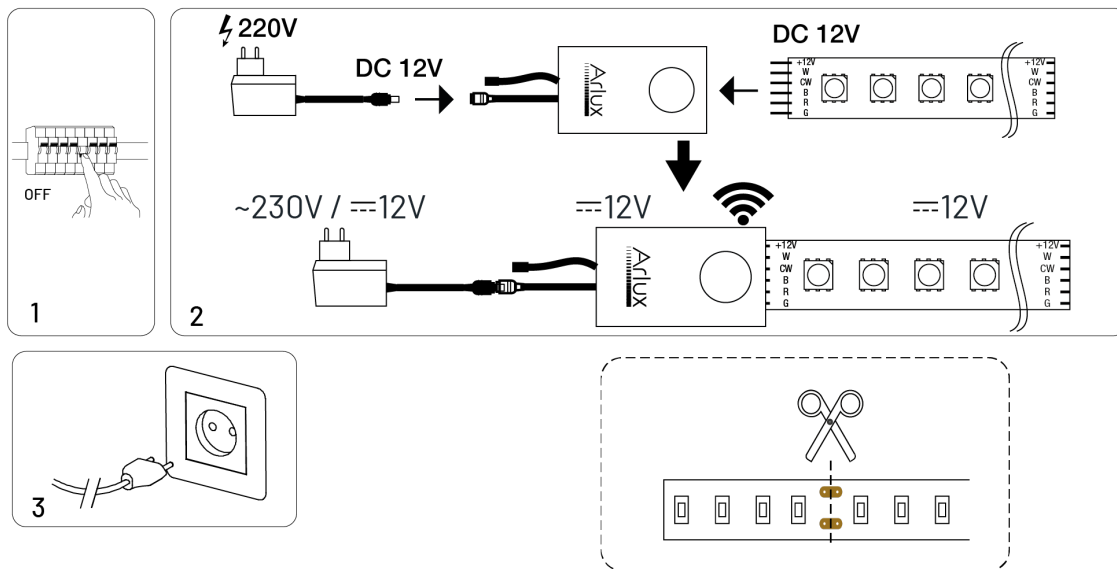 OFF
1
220V
DC 12V
Arlux
DC 12V
+12V
W
CW
B
R
G
+12V
W
CW
B
R
G
~230V / ⎓12V
⎓12V
⎓12V
Arlux
+12V
W
CW
B
R
G
+12V
W
CW
B
R
G
2
3